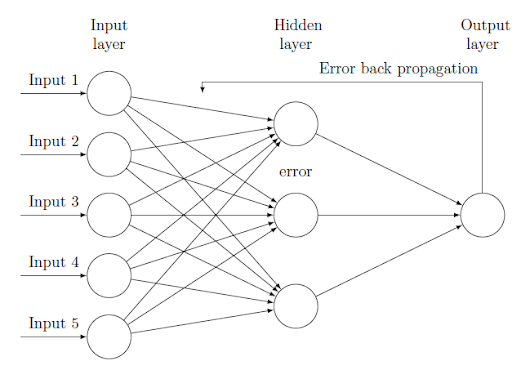 Input
layer
Hidden
layer
Output
layer
Error back propagation
Input 1
Input 2
error
Input 3
Input 4
Input 5